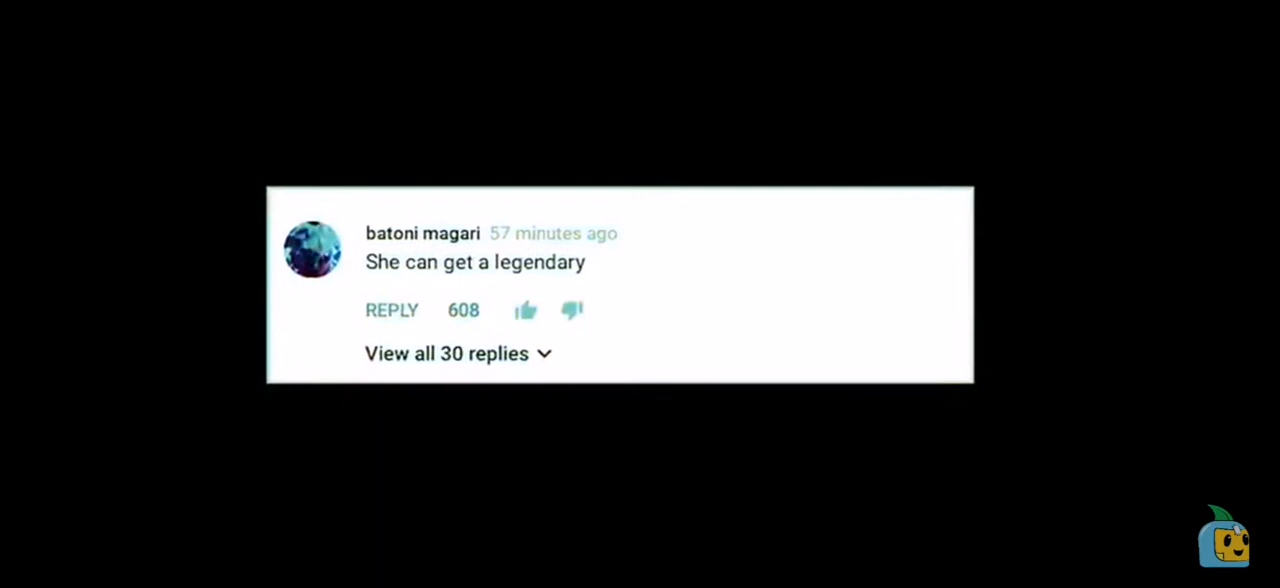 batoni magari 57 minutes ago
She can get a legendary
REPLY 608
View all 30 replies